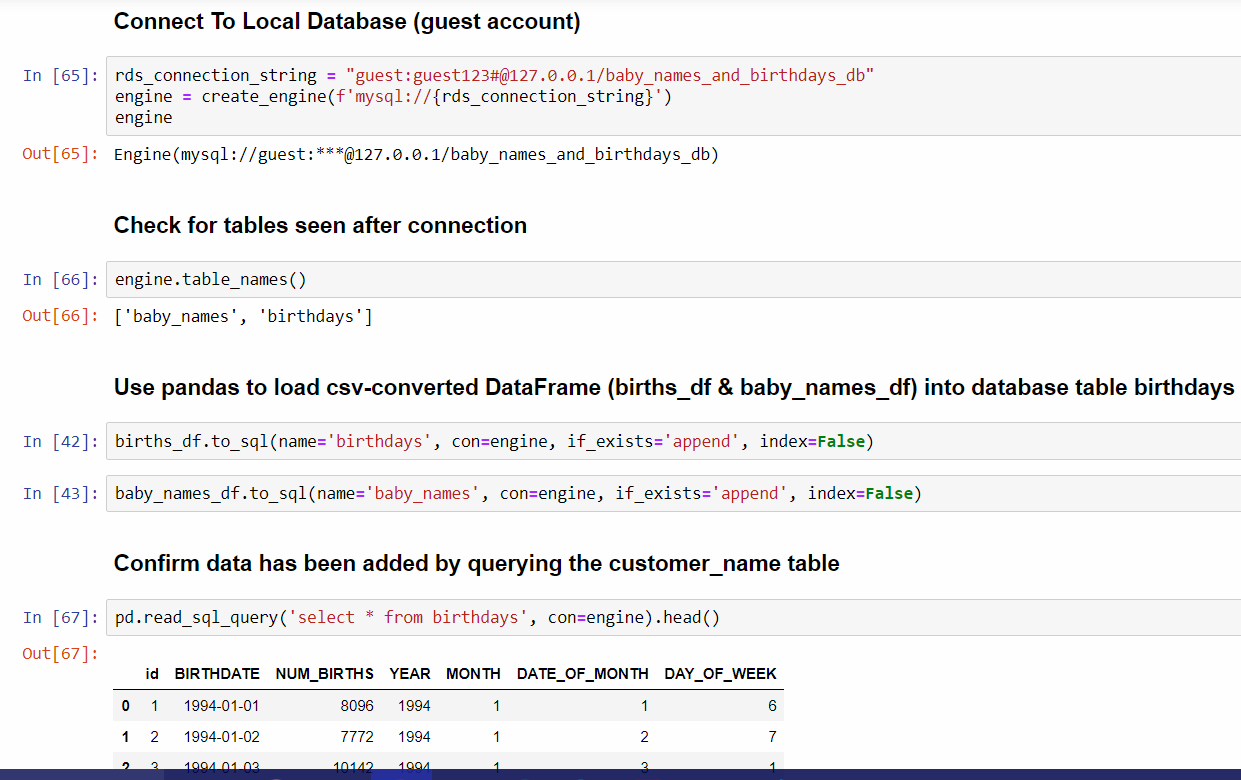 Connect To Local Database (guest account)
In [65]: rds_connection_string = "guest:guest123#@127.0.0.1/baby_names_and_birthdays_db"
engine = create_engine(f'mysql://{rds_connection_string}')
engine
Out[65]: Engine(mysql://guest:***@127.0.0.1/baby_names_and_birthdays_db)
Check for tables seen after connection
In [66]: engine.table_names()
Out[66]: ['baby_names', 'birthdays']
Use pandas to load csv-converted DataFrame (births_df & baby_names_df) into database table birthdays
In [42]: births_df.to_sql(name='birthdays', con=engine, if_exists='append', index=False)
In [43]: baby_names_df.to_sql(name='baby_names', con=engine, if_exists='append', index=False)
Confirm data has been added by querying the customer_name table
In [67]: pd.read_sql_query('select * from birthdays', con=engine).head()
Out[67]:
id BIRTHDATE NUM_BIRTHS YEAR MONTH DATE_OF_MONTH DAY_OF_WEEK
0 1 1994-01-01 8096 1994 1 1 6
1 2 1994-01-02 7772 1994 1 2 7
2 3 1994-01-03 10142 1994 1 3 1